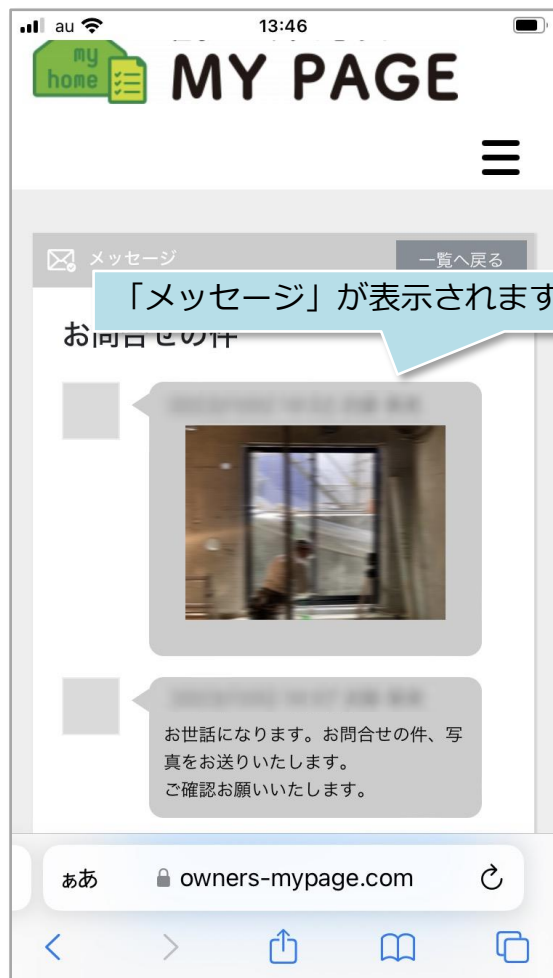 au
13:46
my
home
MY PAGE
メッセージ
一覧へ戻る
「メッセージ」が表示されます
お問合せの件
お世話になります。お問合せの件、写
真をお送りいたします。
ご確認お願いいたします。
ああ
owners-mypage.com